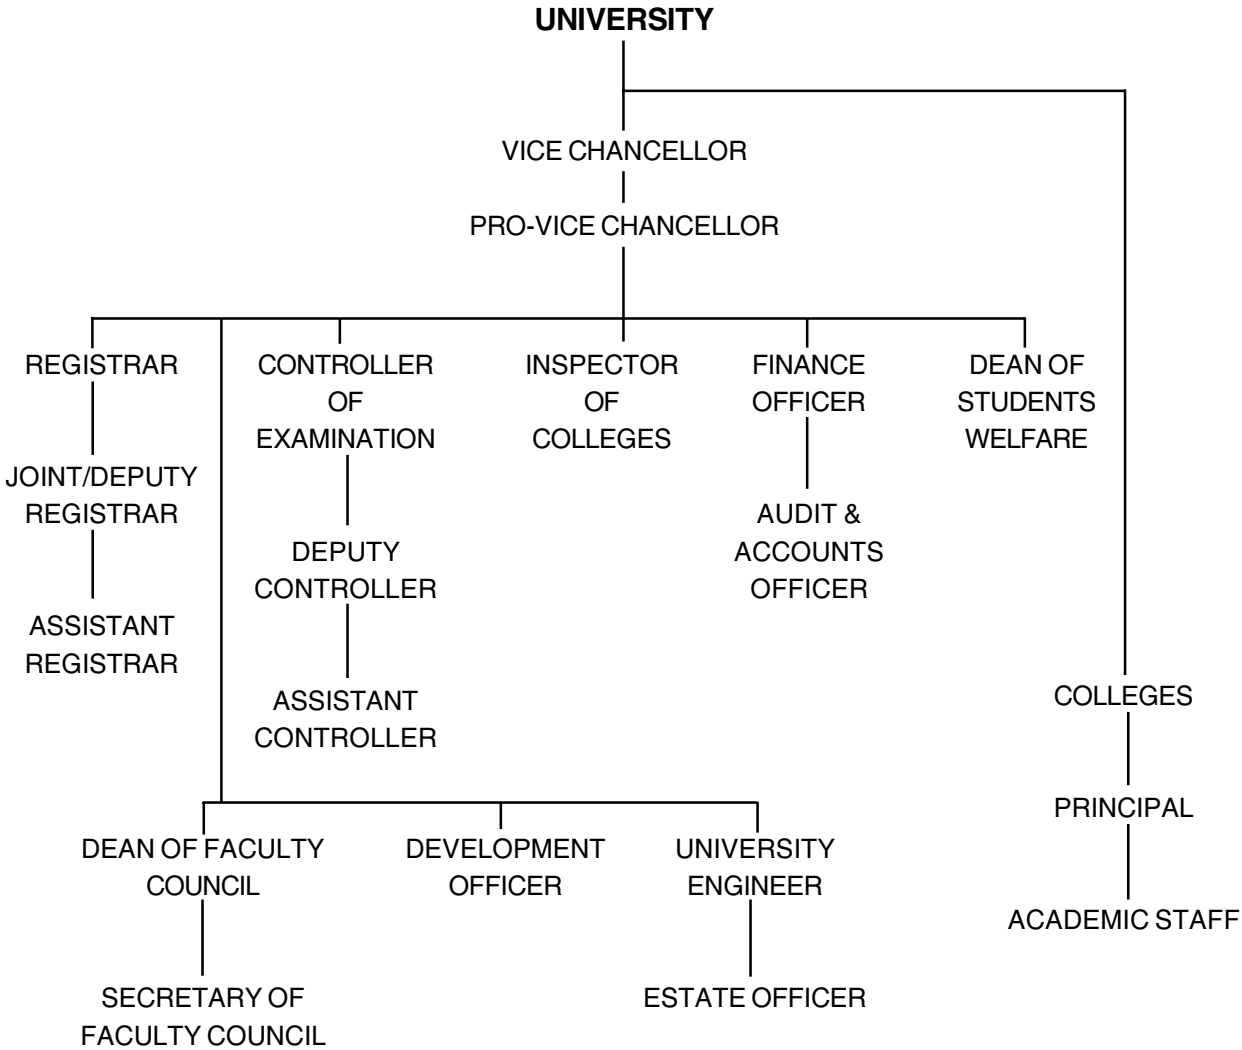 UNIVERSITY
VICE CHANCELLOR
PRO-VICE CHANCELLOR
REGISTRAR
CONTROLLER
OF
EXAMINATION
INSPECTOR
OF
COLLEGES
FINANCE
OFFICER
DEAN OF
STUDENTS
WELFARE
JOINT/DEPUTY
REGISTRAR
DEPUTY
CONTROLLER
AUDIT &
ACCOUNTS
OFFICER
ASSISTANT
REGISTRAR
ASSISTANT
CONTROLLER
COLLEGES
PRINCIPAL
ACADEMIC STAFF
DEAN OF FACULTY
COUNCIL
DEVELOPMENT
OFFICER
UNIVERSITY
ENGINEER
SECRETARY OF
FACULTY COUNCIL
ESTATE OFFICER